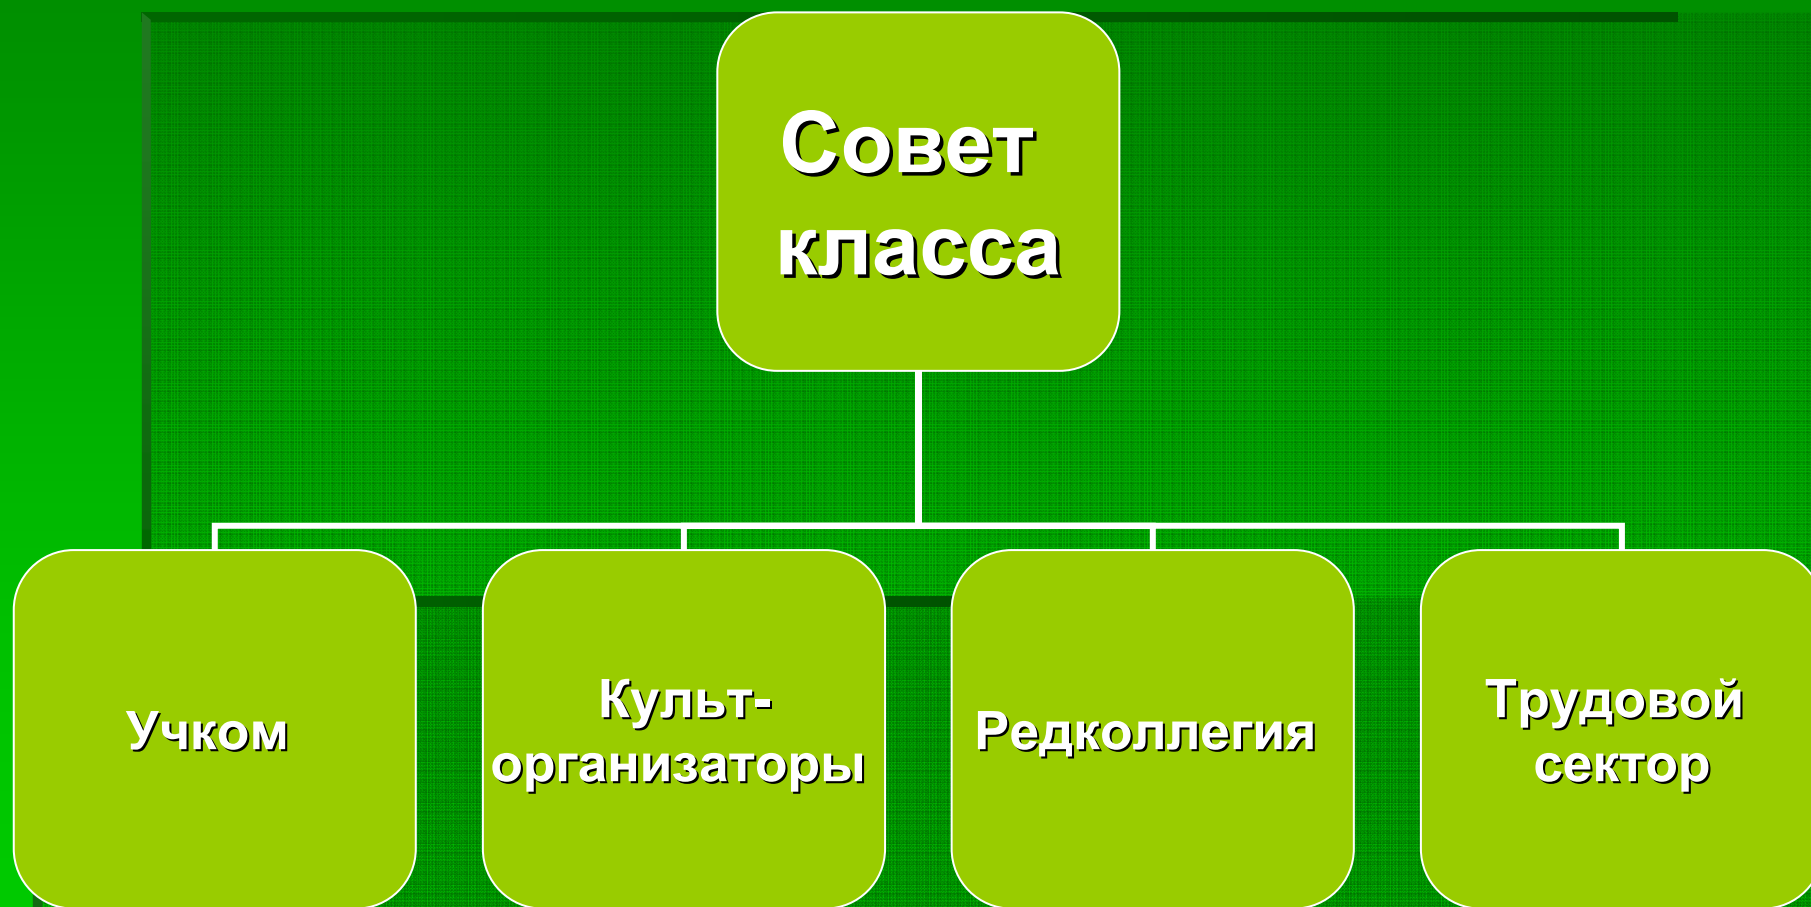 Совет
класса
Учком
Культ-
организаторы
Редколлегия
Трудовой
сектор